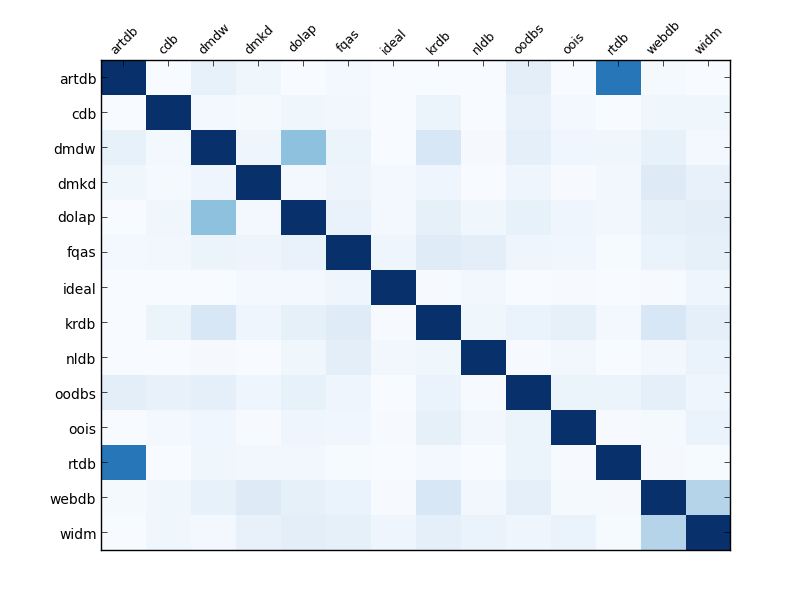 artdb cdb dmdw dmkd dolap fqas ideal krdb nldb oodbs oois rtdb webdb widm
artdb
cdb
dmdw
dmkd
dolap
fqas
ideal
krdb
nldb
oodbs
oois
rtdb
webdb
widm